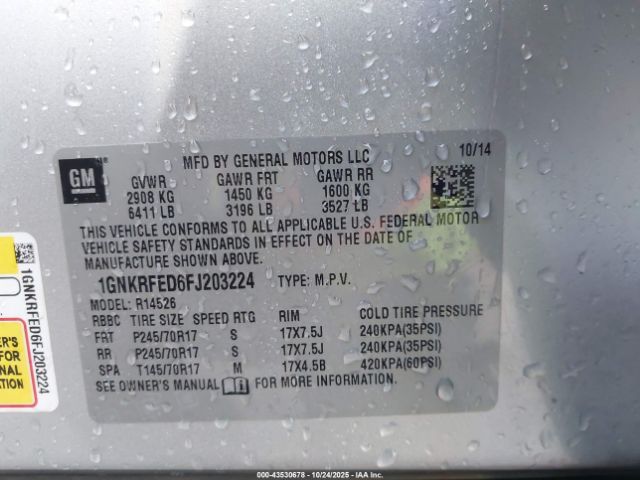 MFD BY GENERAL MOTORS LLC 10/14
GM
GVWR GAWR FRT GAWR RR
2908 KG 1450 KG 1600 KG
6411 LB 3196 LB 3527 LB
THIS VEHICLE CONFORMS TO ALL APPLICABLE U.S. FEDERAL MOTOR
VEHICLE SAFETY STANDARDS IN EFFECT ON THE DATE OF
MANUFACTURE SHOWN ABOVE.
1GNKRFED6FJ203224 TYPE: M.P.V.
MODEL: R14526
RBBC TIRE SIZE SPEED RTG RIM COLD TIRE PRESSURE
FRT P245/70R17 S 17X7.5J 240KPA(35PSI)
RR P245/70R17 S 17X7.5J 240KPA(35PSI)
SPA T145/70R17 M 17X4.5B 420KPA(60PSI)
SEE OWNER'S MANUAL FOR MORE INFORMATION.
1GNKRFED6FJ203224
ER'S
FOR
NAL
000-43530678 - 10/24/2025 - IAA Inc.